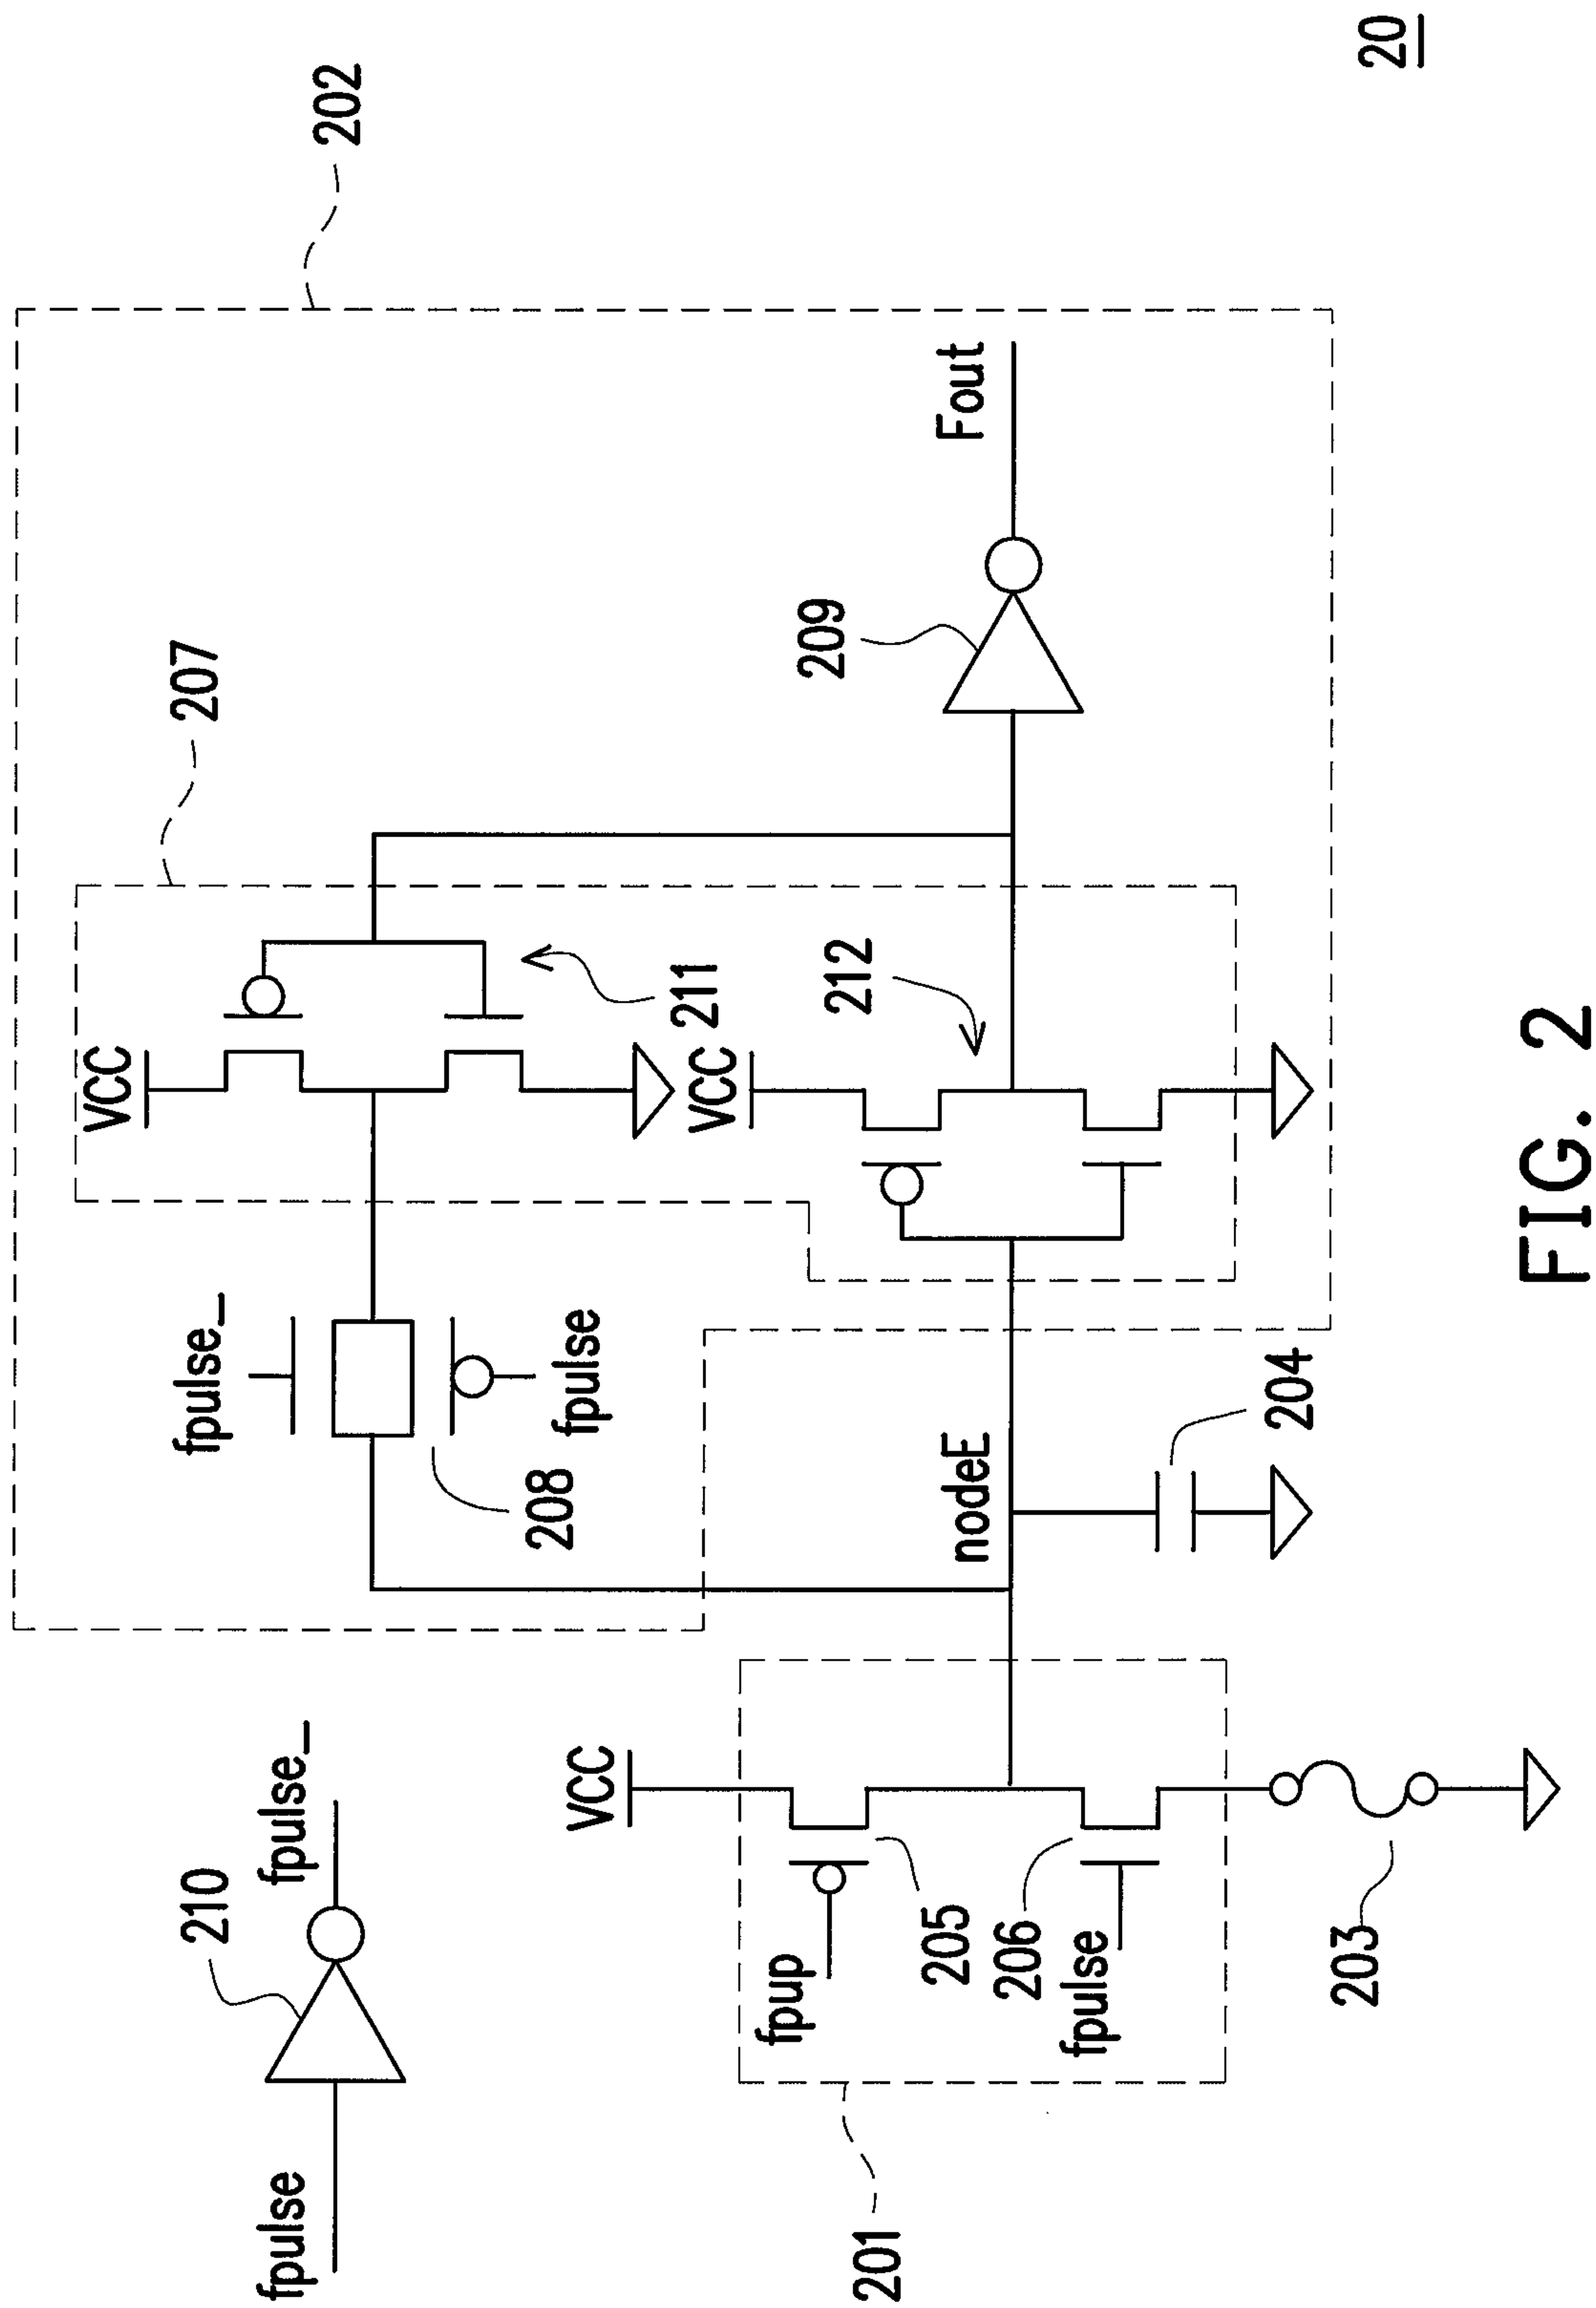 20
202
207
VCC
211
209
Fout
fpulse_
208
fpulse
VCC
212
nodeE
204
210
fpulse
fpulse_
VCC
fpup
205
206
fpulse
201
203
FIG. 2